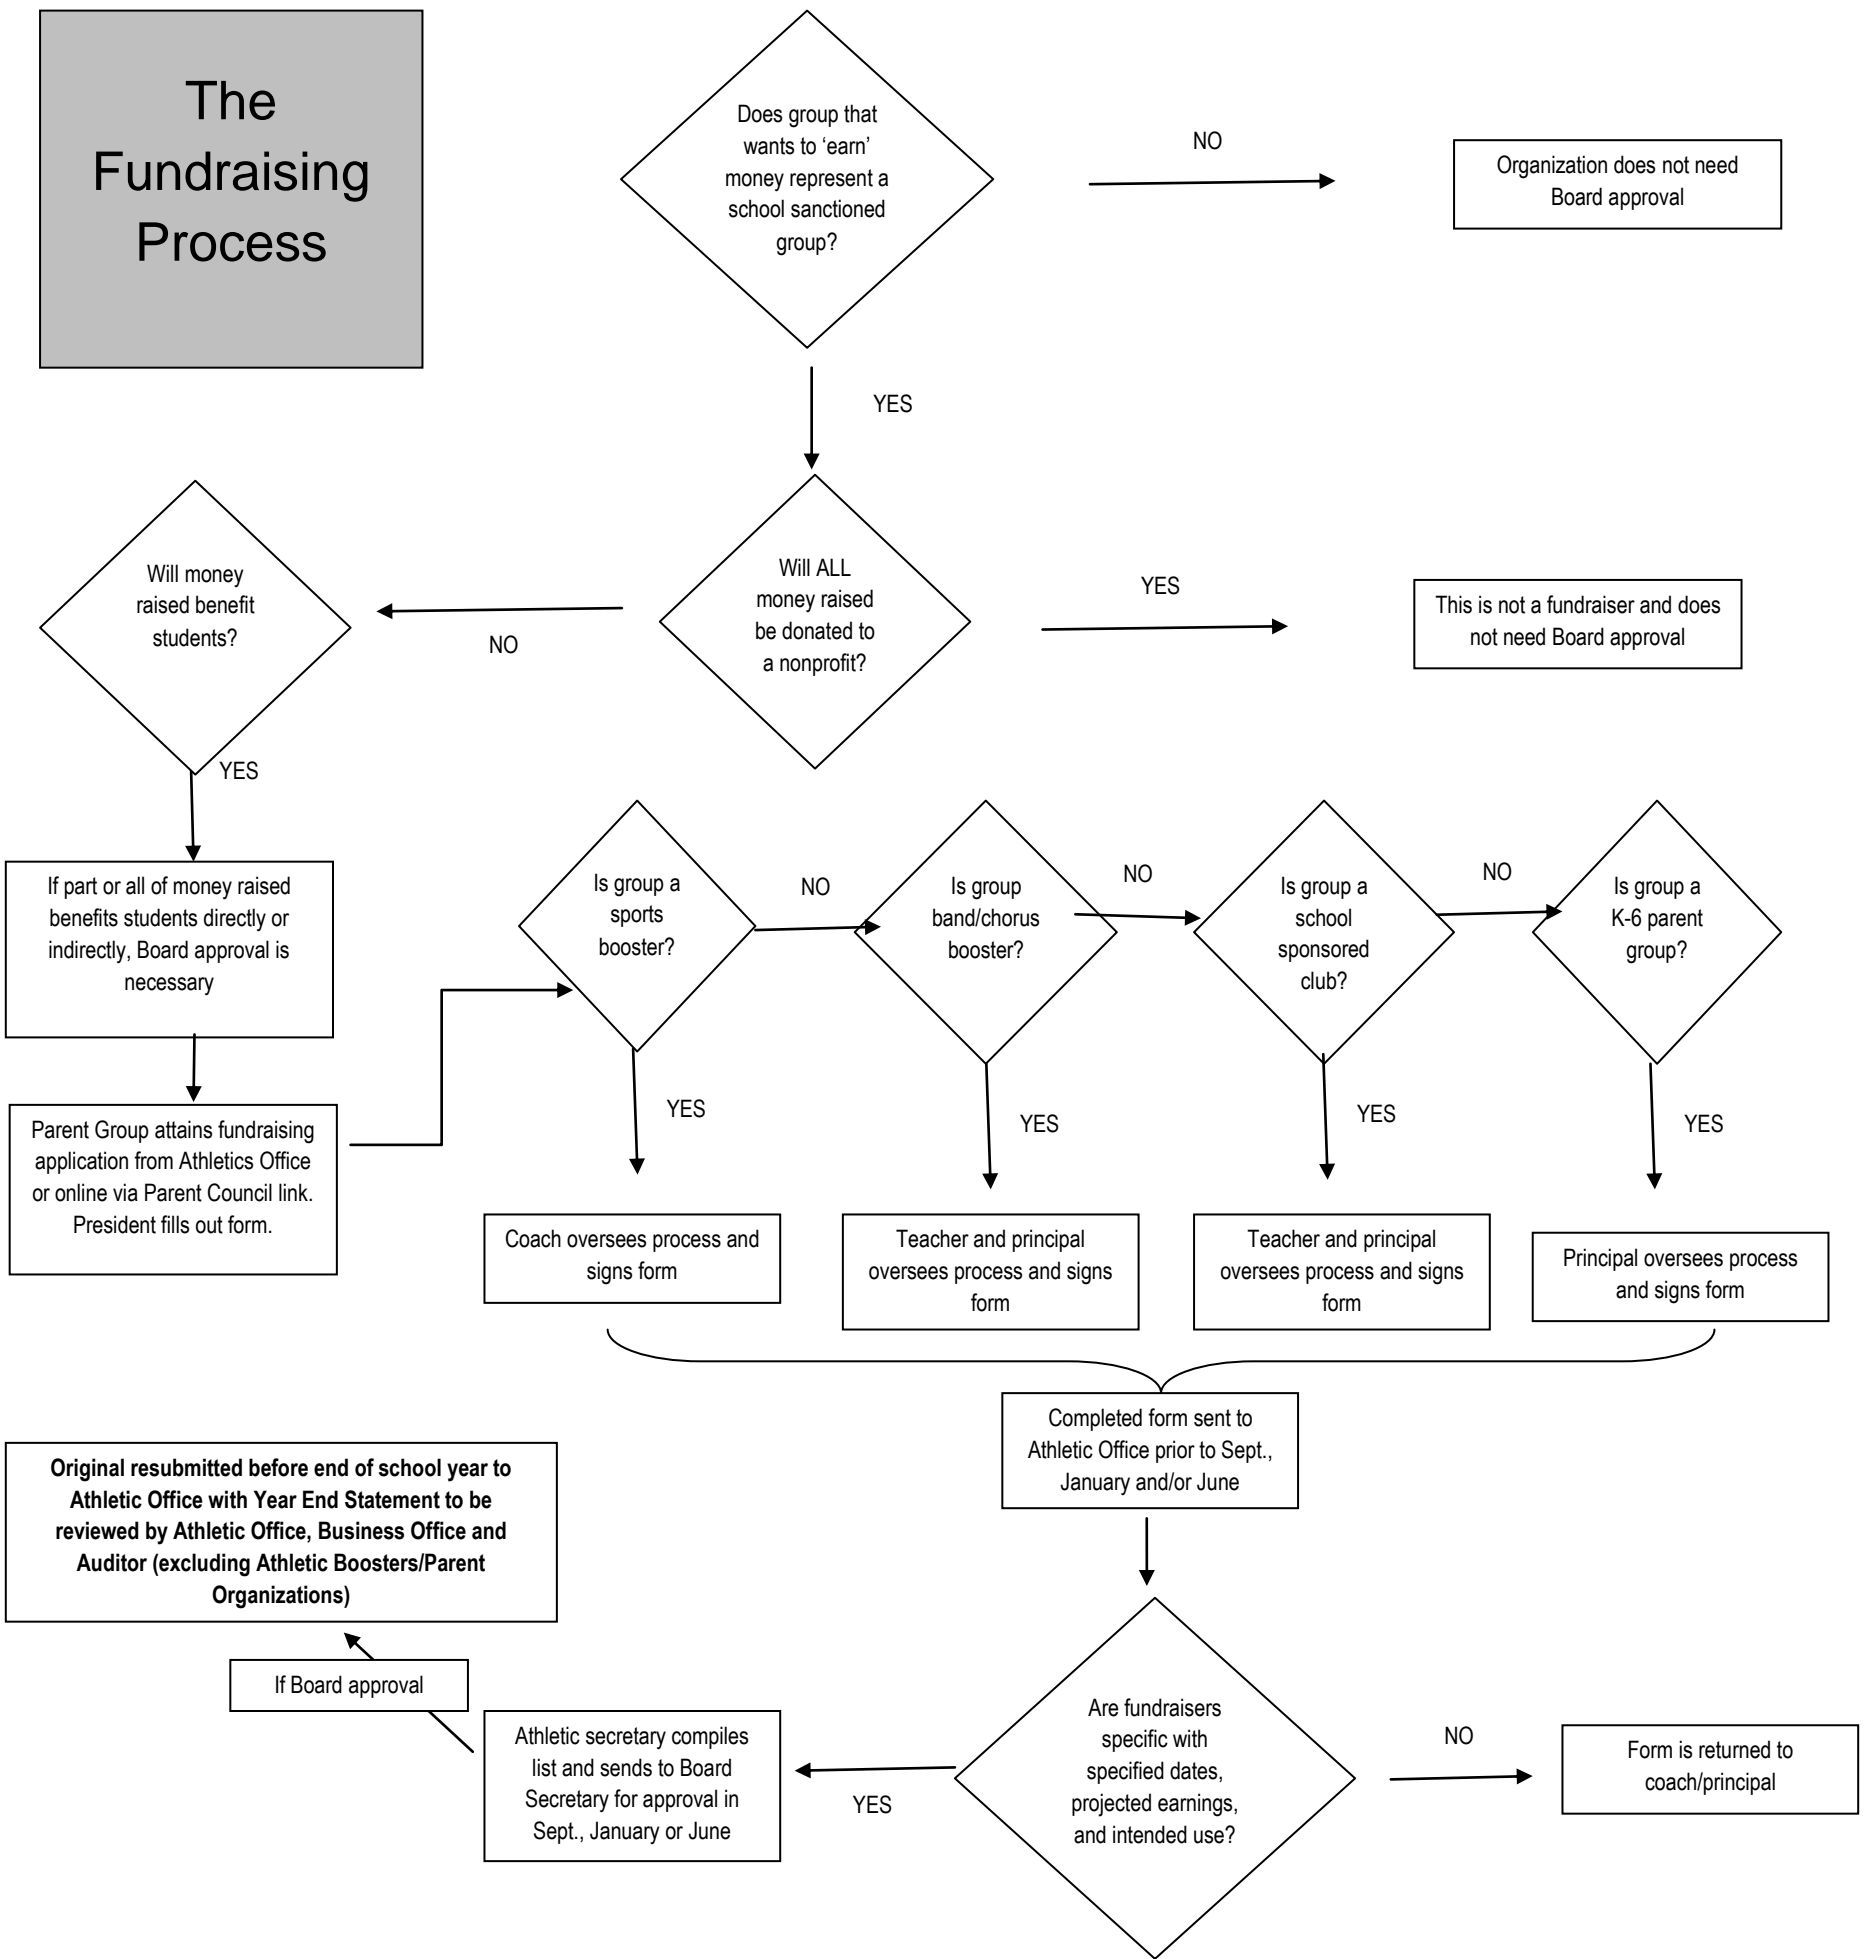 The
Fundraising
Process
Does group that
wants to ‘earn’
money represent a
school sanctioned
group?
NO
Organization does not need
Board approval
YES
Will money
raised benefit
students?
NO
Will ALL
money raised
be donated to
a nonprofit?
YES
This is not a fundraiser and does
not need Board approval
YES
If part or all of money raised
benefits students directly or
indirectly, Board approval is
necessary
Parent Group attains fundraising
application from Athletics Office
or online via Parent Council link.
President fills out form.
Is group a
sports
booster?
NO
Is group
band/chorus
booster?
NO
Is group a
school
sponsored
club?
NO
Is group a
K-6 parent
group?
YES
YES
YES
YES
Coach oversees process and
signs form
Teacher and principal
oversees process and signs
form
Teacher and principal
oversees process and signs
form
Principal oversees process
and signs form
Completed form sent to
Athletic Office prior to Sept.,
January and/or June
Original resubmitted before end of school year to
Athletic Office with Year End Statement to be
reviewed by Athletic Office, Business Office and
Auditor (excluding Athletic Boosters/Parent
Organizations)
If Board approval
Athletic secretary compiles
list and sends to Board
Secretary for approval in
Sept., January or June
YES
Are fundraisers
specific with
specified dates,
projected earnings,
and intended use?
NO
Form is returned to
coach/principal